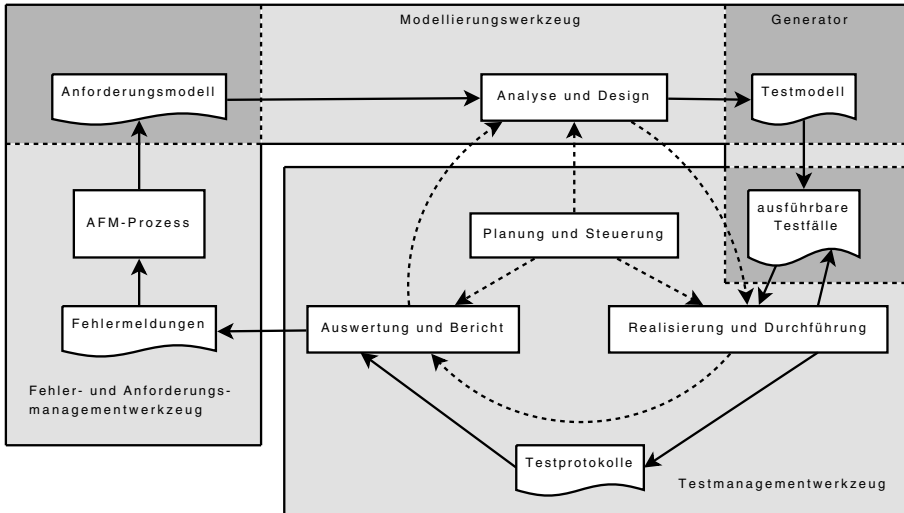 Modellierungswerkzeug
Generator
Anforderungsmodell
Analyse und Design
Testmodell
AFM-Prozess
Planung und Steuerung
ausführbare
Testfälle
Fehlermeldungen
Auswertung und Bericht
Realisierung und Durchführung
Fehler- und Anforderungs-
managementwerkzeug
Testprotokolle
Testmanagementwerkzeug